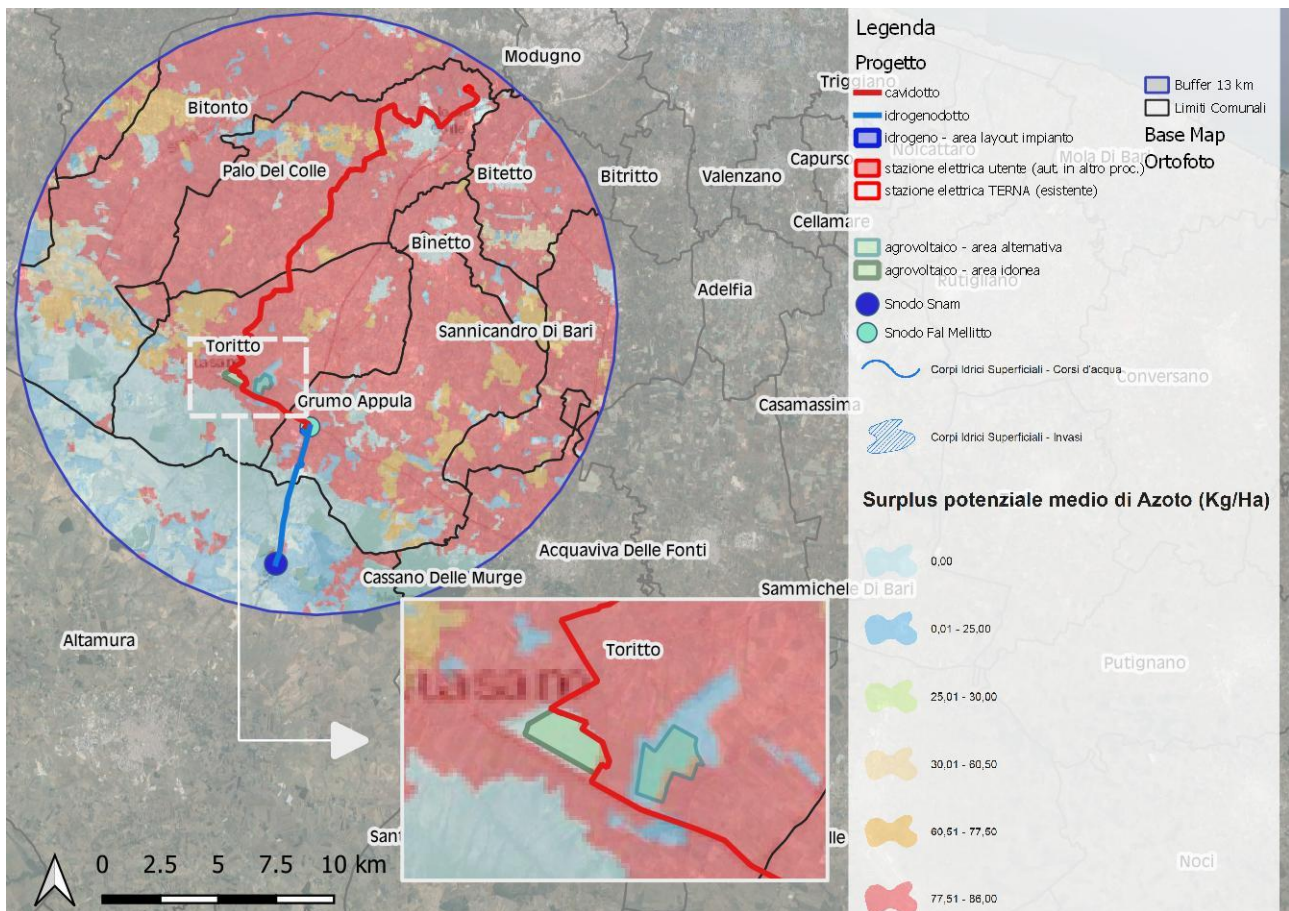 Modugno
Bitonto
Palo Del Colle
Bitetto
Bitritto
Valenzano
Capurso
Triggiano
Noicattaro
Mola Di Bari
Cellamare
Binetto
Adelfia
Rutigliano
Sannicandro Di Bari
Toritto
Grumo Appula
Casamassima
Conversano
Acquaviva Delle Fonti
Cassano Delle Murge
Sammichele Di Bari
Altamura
Putignano
Noci
Toritto
Sant
lle
0 2.5 5 7.5 10 km
Legenda
Progetto
cavidotto
idrogenodotto
idrogeno - area layout impianto
stazione elettrica utente (aut. in altro proc.)
stazione elettrica TERNA (esistente)
agrovoltaico - area alternativa
agrovoltaico - area idonea
Snodo Snam
Snodo Fal Mellitto
Corpi Idrici Superficiali - Corsi d'acqua
Corpi Idrici Superficiali - Invasi
Buffer 13 km
Limiti Comunali
Base Map
Ortofoto
Surplus potenziale medio di Azoto (Kg/Ha)
0,00
0,01 - 25,00
25,01 - 30,00
30,01 - 60,50
60,51 - 77,50
77,51 - 86,00